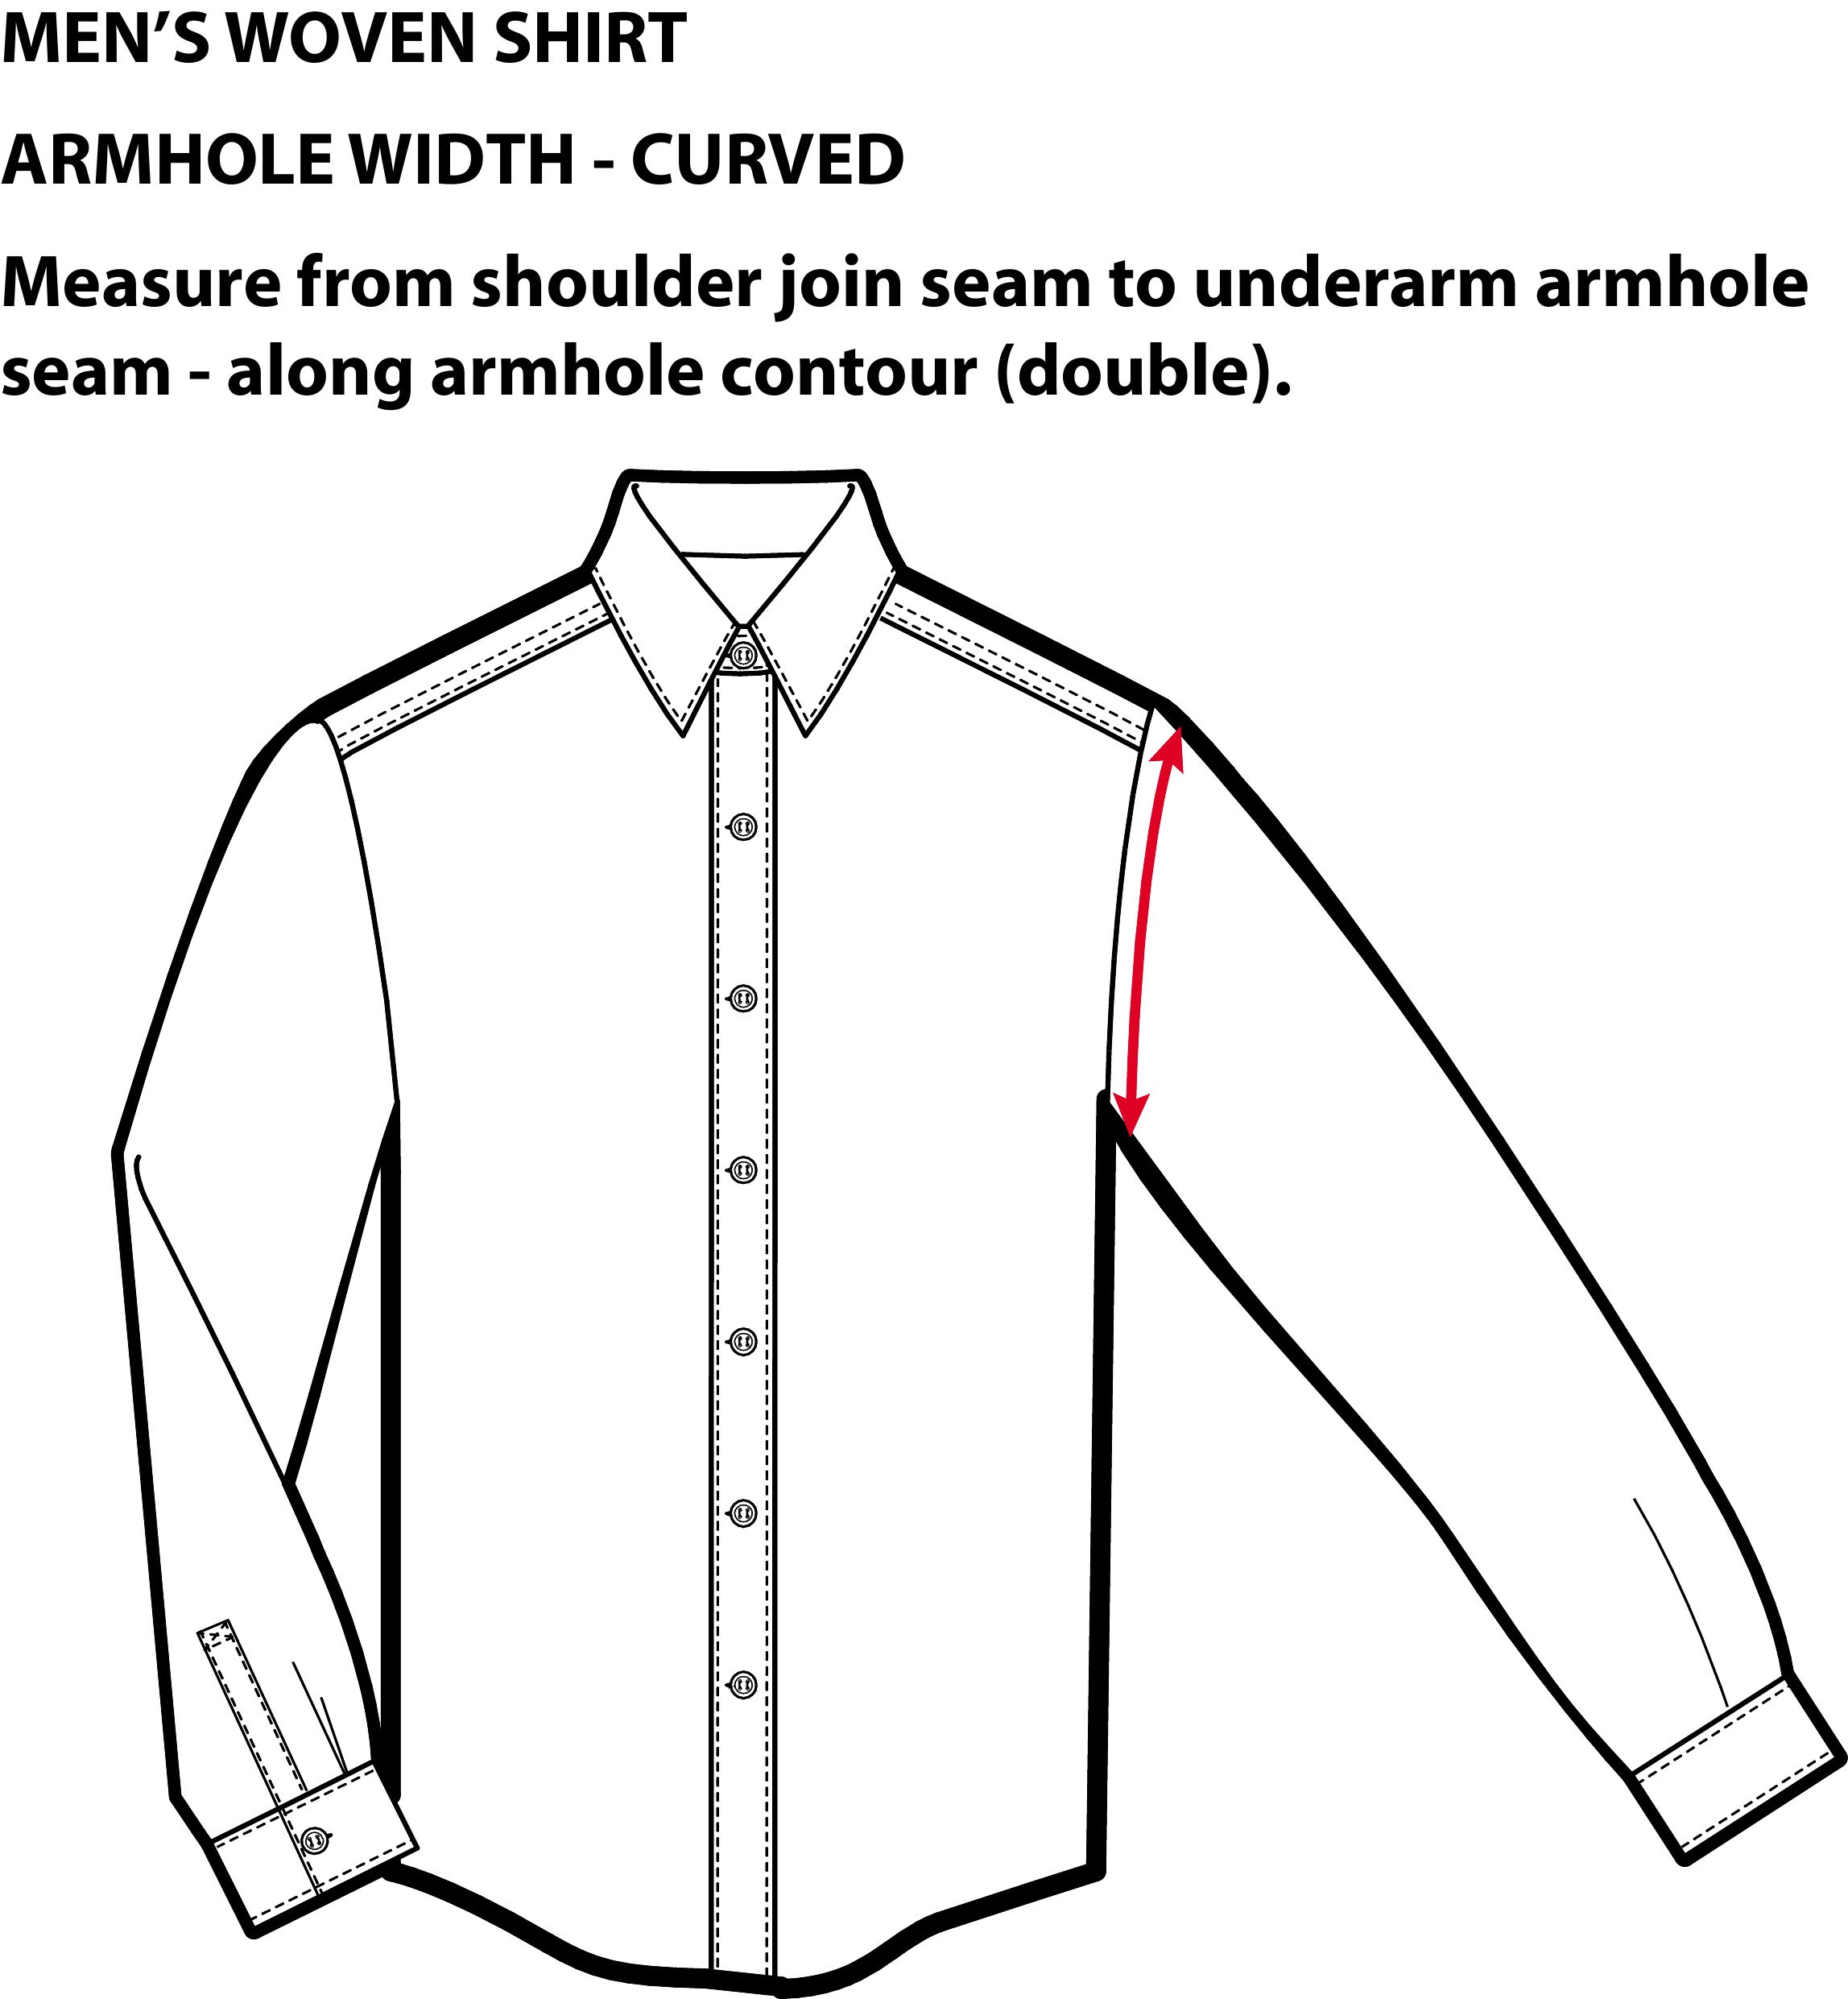 MEN’S WOVEN SHIRT
ARMHOLE WIDTH - CURVED
Measure from shoulder join seam to underarm armhole
seam - along armhole contour (double).